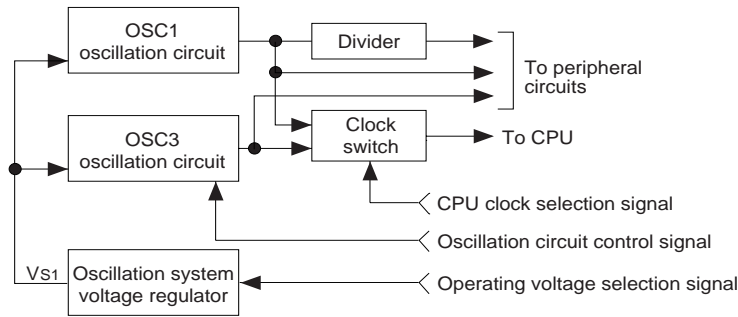 OSC1
oscillation circuit
Divider
To peripheral
circuits
OSC3
oscillation circuit
Clock
switch
To CPU
CPU clock selection signal
Oscillation circuit control signal
VS1
Oscillation system
voltage regulator
Operating voltage selection signal